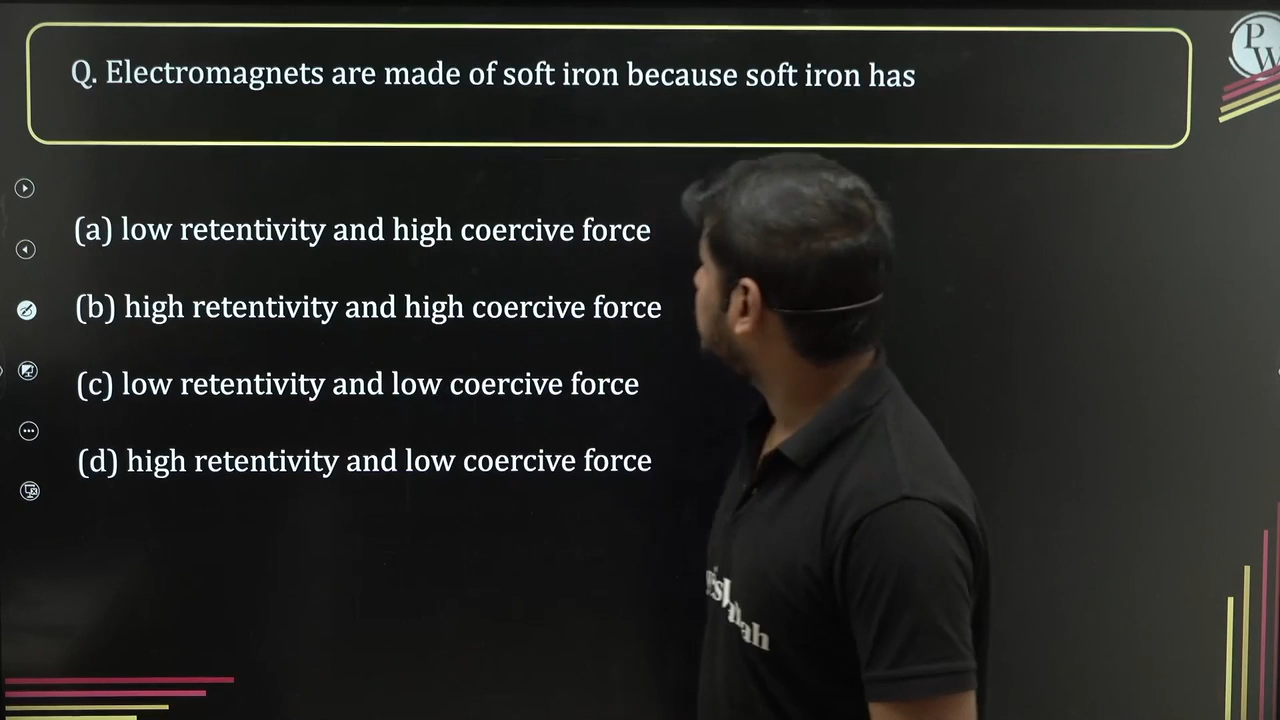 Q. Electromagnets are made of soft iron because soft iron has
(a) low retentivity and high coercive force
(b) high retentivity and high coercive force
(c) low retentivity and low coercive force
(d) high retentivity and low coercive force
P
W